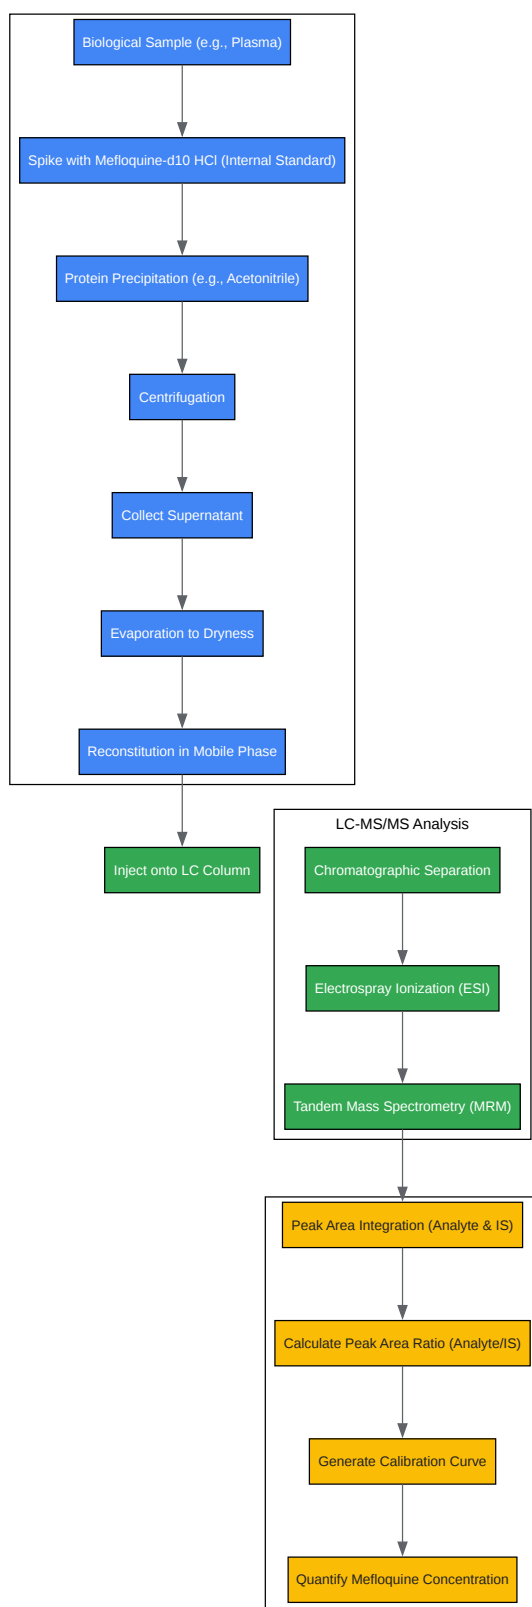 Biological Sample (e.g., Plasma)
Spike with Mefloquine-d10 HCl (Internal Standard)
Protein Precipitation (e.g., Acetonitrile)
Centrifugation
Collect Supernatant
Evaporation to Dryness
Reconstitution in Mobile Phase
Inject onto LC Column
LC-MS/MS Analysis
Chromatographic Separation
Electrospray Ionization (ESI)
Tandem Mass Spectrometry (MRM)
Peak Area Integration (Analyte & IS)
Calculate Peak Area Ratio (Analyte/IS)
Generate Calibration Curve
Quantify Mefloquine Concentration